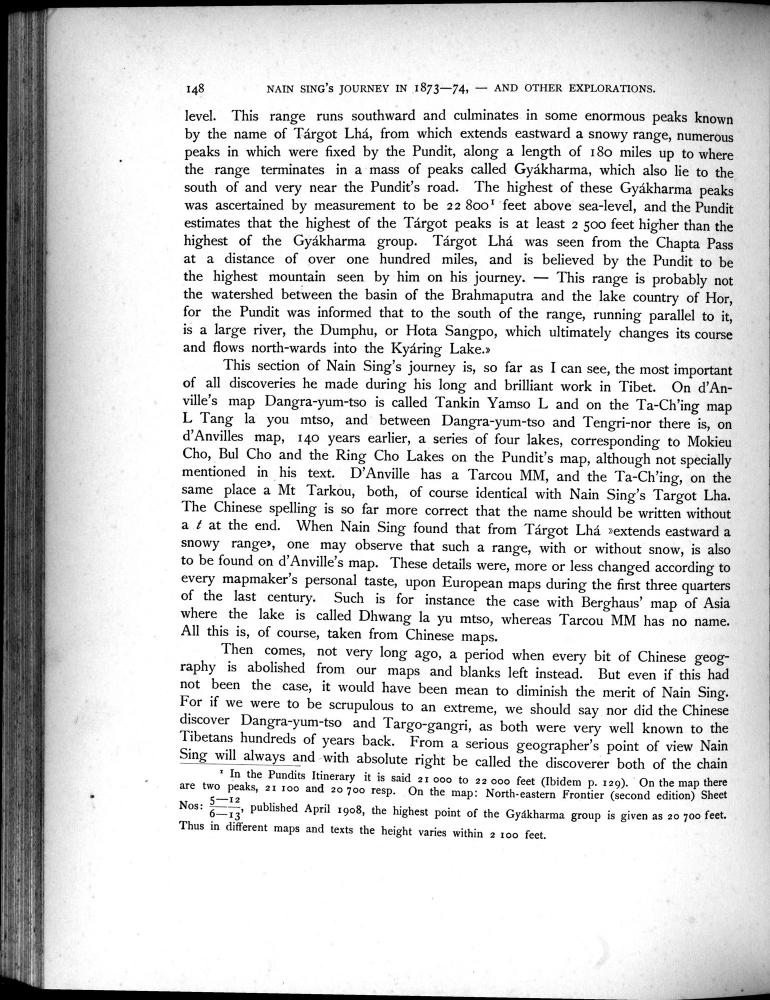 148 NAIN SING'S JOURNEY IN 1873—74, — AND OTHER EXPLORATIONS.
level. This range runs southward and culminates in some enormous peaks known
by the name of Tárgot Lhá, from which extends eastward a snowy range, numerous
peaks in which were fixed by the Pundit, along a length of 180 miles up to where
the range terminates in a mass of peaks called Gyákharma, which also lie to the
south of and very near the Pundit's road. The highest of these Gyákharma peaks
was ascertained by measurement to be 22 800¹ feet above sea-level, and the Pundit
estimates that the highest of the Tárgot peaks is at least 2 500 feet higher than the
highest of the Gyákharma group. Tárgot Lhá was seen from the Chapta Pass
at a distance of over one hundred miles, and is believed by the Pundit to be
the highest mountain seen by him on his journey. — This range is probably not
the watershed between the basin of the Brahmaputra and the lake country of Hor,
for the Pundit was informed that to the south of the range, running parallel to it,
is a large river, the Dumphu, or Hota Sangpo, which ultimately changes its course
and flows north-wards into the Kyáring Lake.»
This section of Nain Sing's journey is, so far as I can see, the most important
of all discoveries he made during his long and brilliant work in Tibet. On d'An-
ville's map Dangra-yum-tso is called Tankin Yamso L and on the Ta-Ch'ing map
L Tang la you mtso, and between Dangra-yum-tso and Tengri-nor there is, on
d'Anvilles map, 140 years earlier, a series of four lakes, corresponding to Mokieu
Cho, Bul Cho and the Ring Cho Lakes on the Pundit's map, although not specially
mentioned in his text. D'Anville has a Tarcou MM, and the Ta-Ch'ing, on the
same place a Mt Tarkou, both, of course identical with Nain Sing's Targot Lha.
The Chinese spelling is so far more correct that the name should be written without
a t at the end. When Nain Sing found that from Tárgot Lhá »extends eastward a
snowy range», one may observe that such a range, with or without snow, is also
to be found on d'Anville's map. These details were, more or less changed according to
every mapmaker's personal taste, upon European maps during the first three quarters
of the last century. Such is for instance the case with Berghaus' map of Asia
where the lake is called Dhwang la yu mtso, whereas Tarcou MM has no name.
All this is, of course, taken from Chinese maps.
Then comes, not very long ago, a period when every bit of Chinese geog-
raphy is abolished from our maps and blanks left instead. But even if this had
not been the case, it would have been mean to diminish the merit of Nain Sing.
For if we were to be scrupulous to an extreme, we should say nor did the Chinese
discover Dangra-yum-tso and Targo-gangri, as both were very well known to the
Tibetans hundreds of years back. From a serious geographer's point of view Nain
Sing will always and with absolute right be called the discoverer both of the chain
¹ In the Pundits Itinerary it is said 21 000 to 22 000 feet (Ibidem p. 129). On the map there
are two peaks, 21 100 and 20 700 resp. On the map: North-eastern Frontier (second edition) Sheet
Nos: 5—12/6—13, published April 1908, the highest point of the Gyákharma group is given as 20 700 feet.
Thus in different maps and texts the height varies within 2 100 feet.